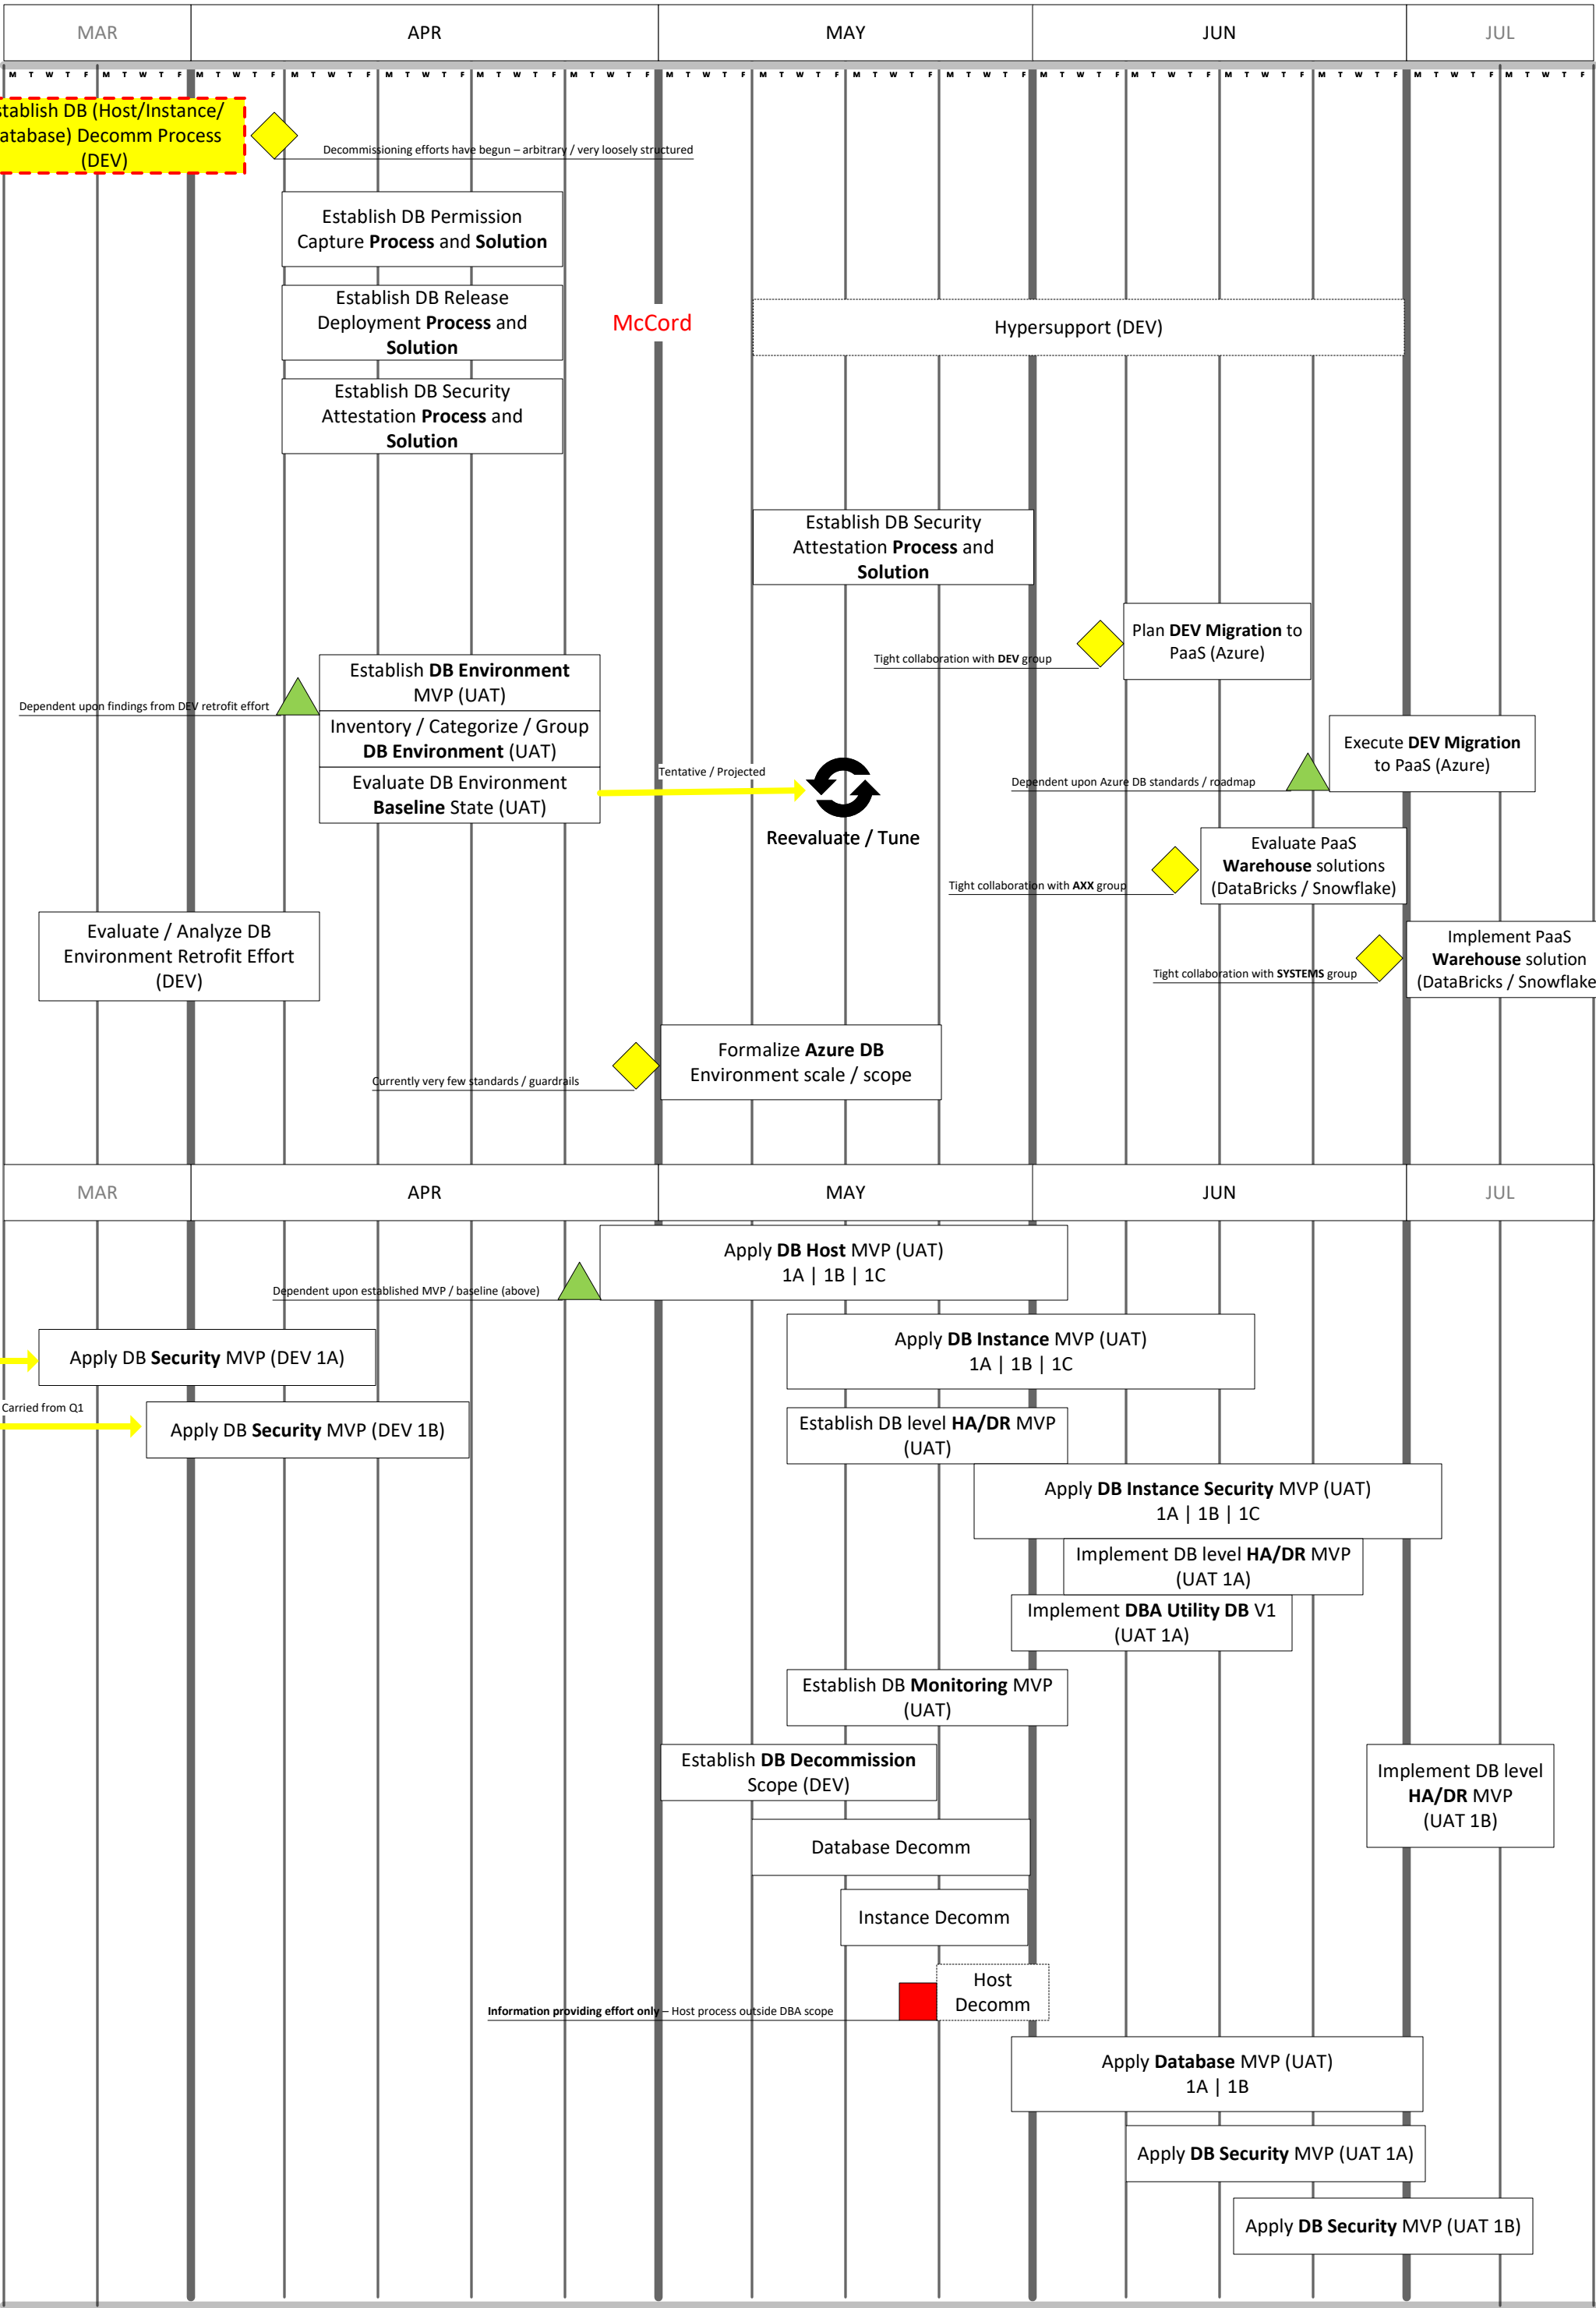 MAR APR MAY JUN JUL
M T W T F M T W T F M T W T F M T W T F M T W T F M T W T F M T W T F M T W T F M T W T F M T W T F M T W T F M T W T F M T W T F M T W T F M T W T F M T W T F M T W T F
stablish DB (Host/Instance/
atabase) Decomm Process
(DEV)
Decommissioning efforts have begun – arbitrary / very loosely structured
Establish DB Permission
Capture Process and Solution
Establish DB Release
Deployment Process and
Solution
McCord
Hypersupport (DEV)
Establish DB Security
Attestation Process and
Solution
Establish DB Security
Attestation Process and
Solution
Plan DEV Migration to
PaaS (Azure)
Tight collaboration with DEV group
Establish DB Environment
MVP (UAT)
Dependent upon findings from DEV retrofit effort
Inventory / Categorize / Group
DB Environment (UAT)
Evaluate DB Environment
Baseline State (UAT)
Tentative / Projected
Reevaluate / Tune
Execute DEV Migration
to PaaS (Azure)
Dependent upon Azure DB standards / roadmap
Evaluate PaaS
Warehouse solutions
(DataBricks / Snowflake)
Tight collaboration with AXX group
Evaluate / Analyze DB
Environment Retrofit Effort
(DEV)
Implement PaaS
Warehouse solution
(DataBricks / Snowflake
Tight collaboration with SYSTEMS group
Formalize Azure DB
Environment scale / scope
Currently very few standards / guardrails
MAR APR MAY JUN JUL
Apply DB Host MVP (UAT)
1A | 1B | 1C
Dependent upon established MVP / baseline (above)
Apply DB Security MVP (DEV 1A)
Apply DB Instance MVP (UAT)
1A | 1B | 1C
Carried from Q1
Apply DB Security MVP (DEV 1B)
Establish DB level HA/DR MVP
(UAT)
Apply DB Instance Security MVP (UAT)
1A | 1B | 1C
Implement DB level HA/DR MVP
(UAT 1A)
Implement DBA Utility DB V1
(UAT 1A)
Establish DB Monitoring MVP
(UAT)
Establish DB Decommission
Scope (DEV)
Implement DB level
HA/DR MVP
(UAT 1B)
Database Decomm
Instance Decomm
Host
Decomm
Information providing effort only – Host process outside DBA scope
Apply Database MVP (UAT)
1A | 1B
Apply DB Security MVP (UAT 1A)
Apply DB Security MVP (UAT 1B)